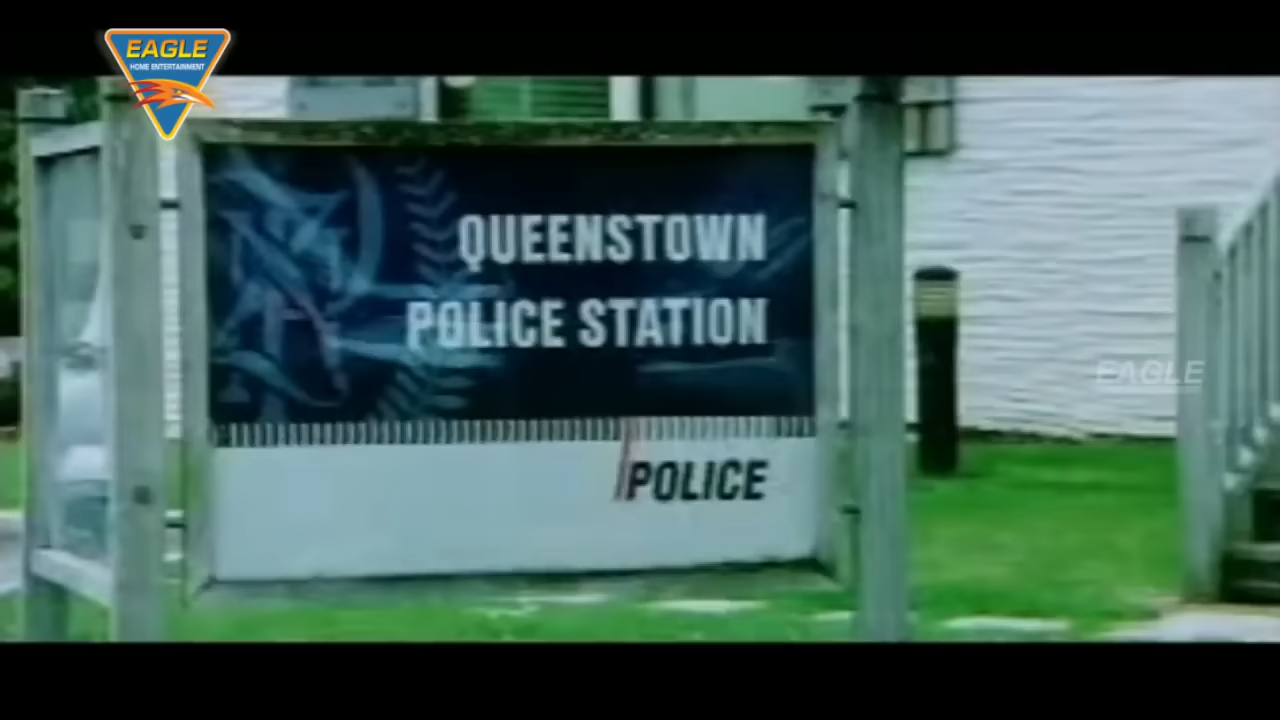 EAGLE
HOME ENTERTAINMENT
QUEENSTOWN
POLICE STATION
EAGLE
POLICE